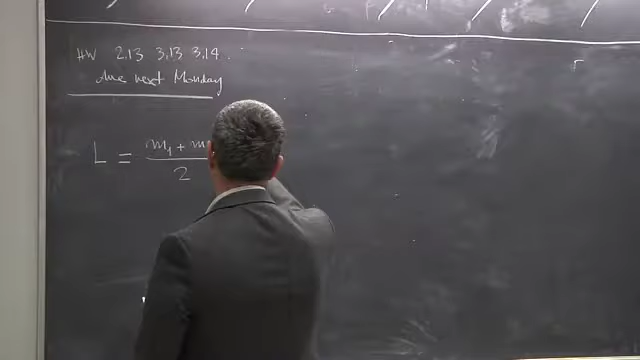 HW 2.13 3.13 3.14
due next Monday
L = m₁ + m
2